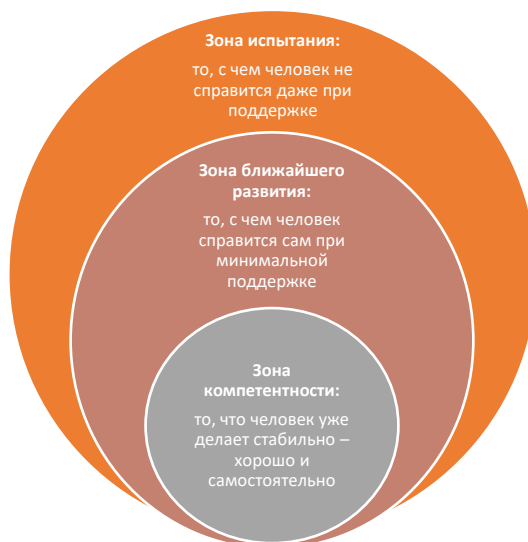 Зона испытания:
то, с чем человек не
справится даже при
поддержке
Зона ближайшего
развития:
то, с чем человек
справится сам при
минимальной
поддержке
Зона
компетентности:
то, что человек уже
делает стабильно –
хорошо и
самостоятельно